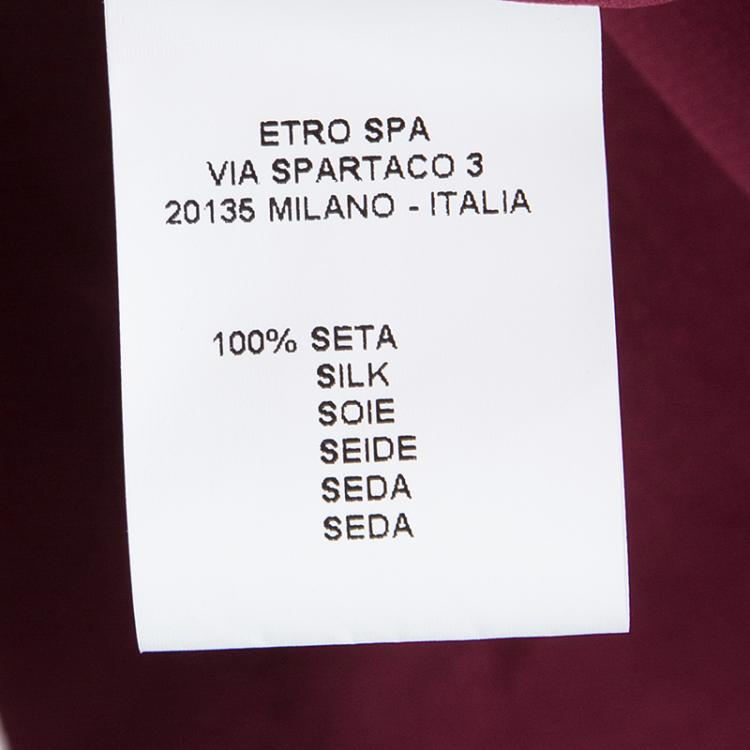 ETRO SPA
VIA SPARTACO 3
20135 MILANO - ITALIA
100% SETA
SILK
SOIE
SEIDE
SEDA
SEDA